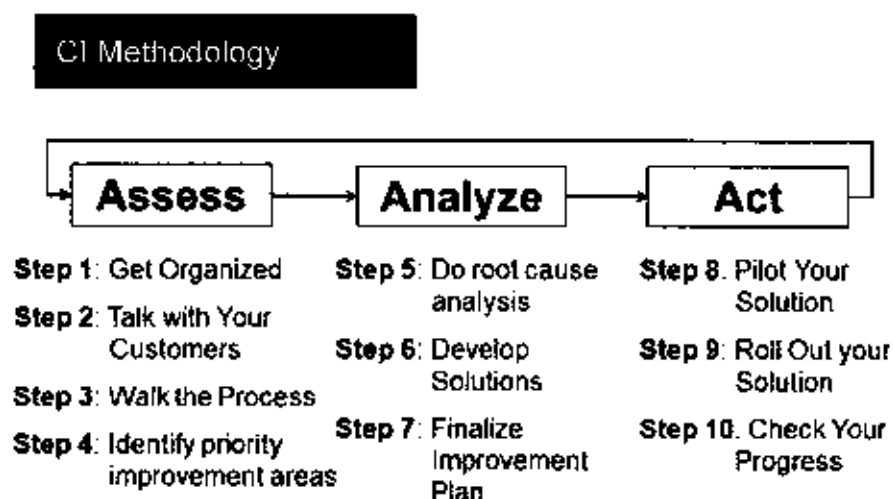 CI Methodology
Assess
Analyze
Act
Step 1: Get Organized
Step 2: Talk with Your
Customers
Step 3: Walk the Process
Step 4: Identify priority
improvement areas
Step 5: Do root cause
analysis
Step 6: Develop
Solutions
Step 7: Finalize
Improvement
Plan
Step 8. Pilot Your
Solution
Step 9: Roll Out your
Solution
Step 10. Check Your
Progress